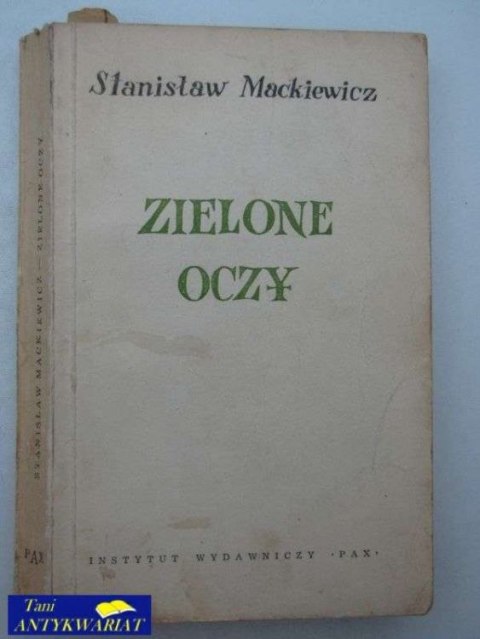 Stanisław Mackiewicz
ZIELONE
OCZY
INSTYTUT WYDAWNICZY •PAX•
STANISŁAW MACKIEWICZ — ZIELONE OCZY
PAX
Tani
ANTYKWARIAT